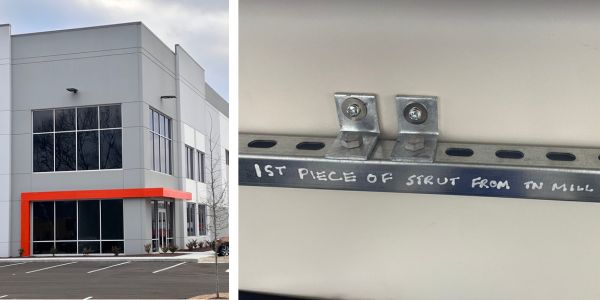 1ST PIECE OF STRUT FROM TN MILL